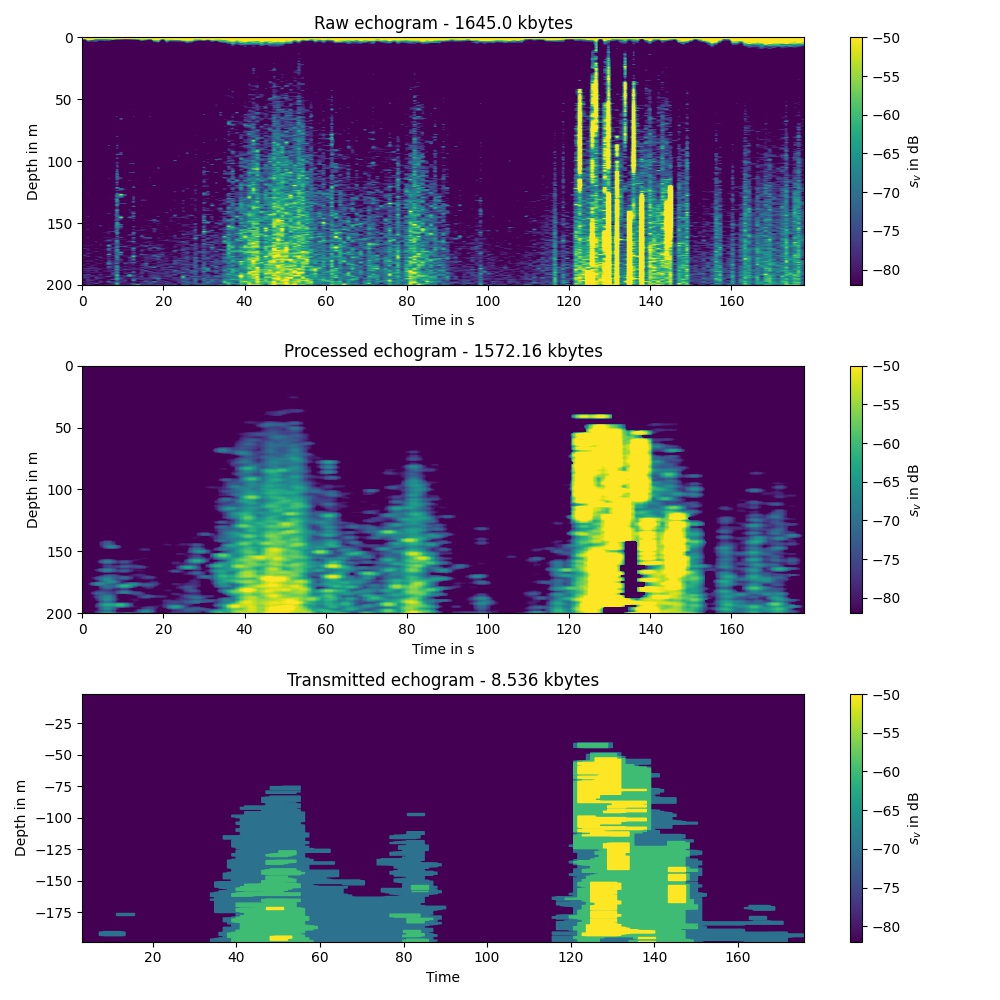 Raw echogram - 1645.0 kbytes
Depth in m
0
50
100
150
200
0 20 40 60 80 100 120 140 160
Time in s
−50
−55
−60
−65
−70
−75
−80
s_v in dB
Processed echogram - 1572.16 kbytes
Depth in m
0
50
100
150
200
0 20 40 60 80 100 120 140 160
Time in s
−50
−55
−60
−65
−70
−75
−80
s_v in dB
Transmitted echogram - 8.536 kbytes
Depth in m
−25
−50
−75
−100
−125
−150
−175
20 40 60 80 100 120 140 160
Time
−50
−55
−60
−65
−70
−75
−80
s_v in dB